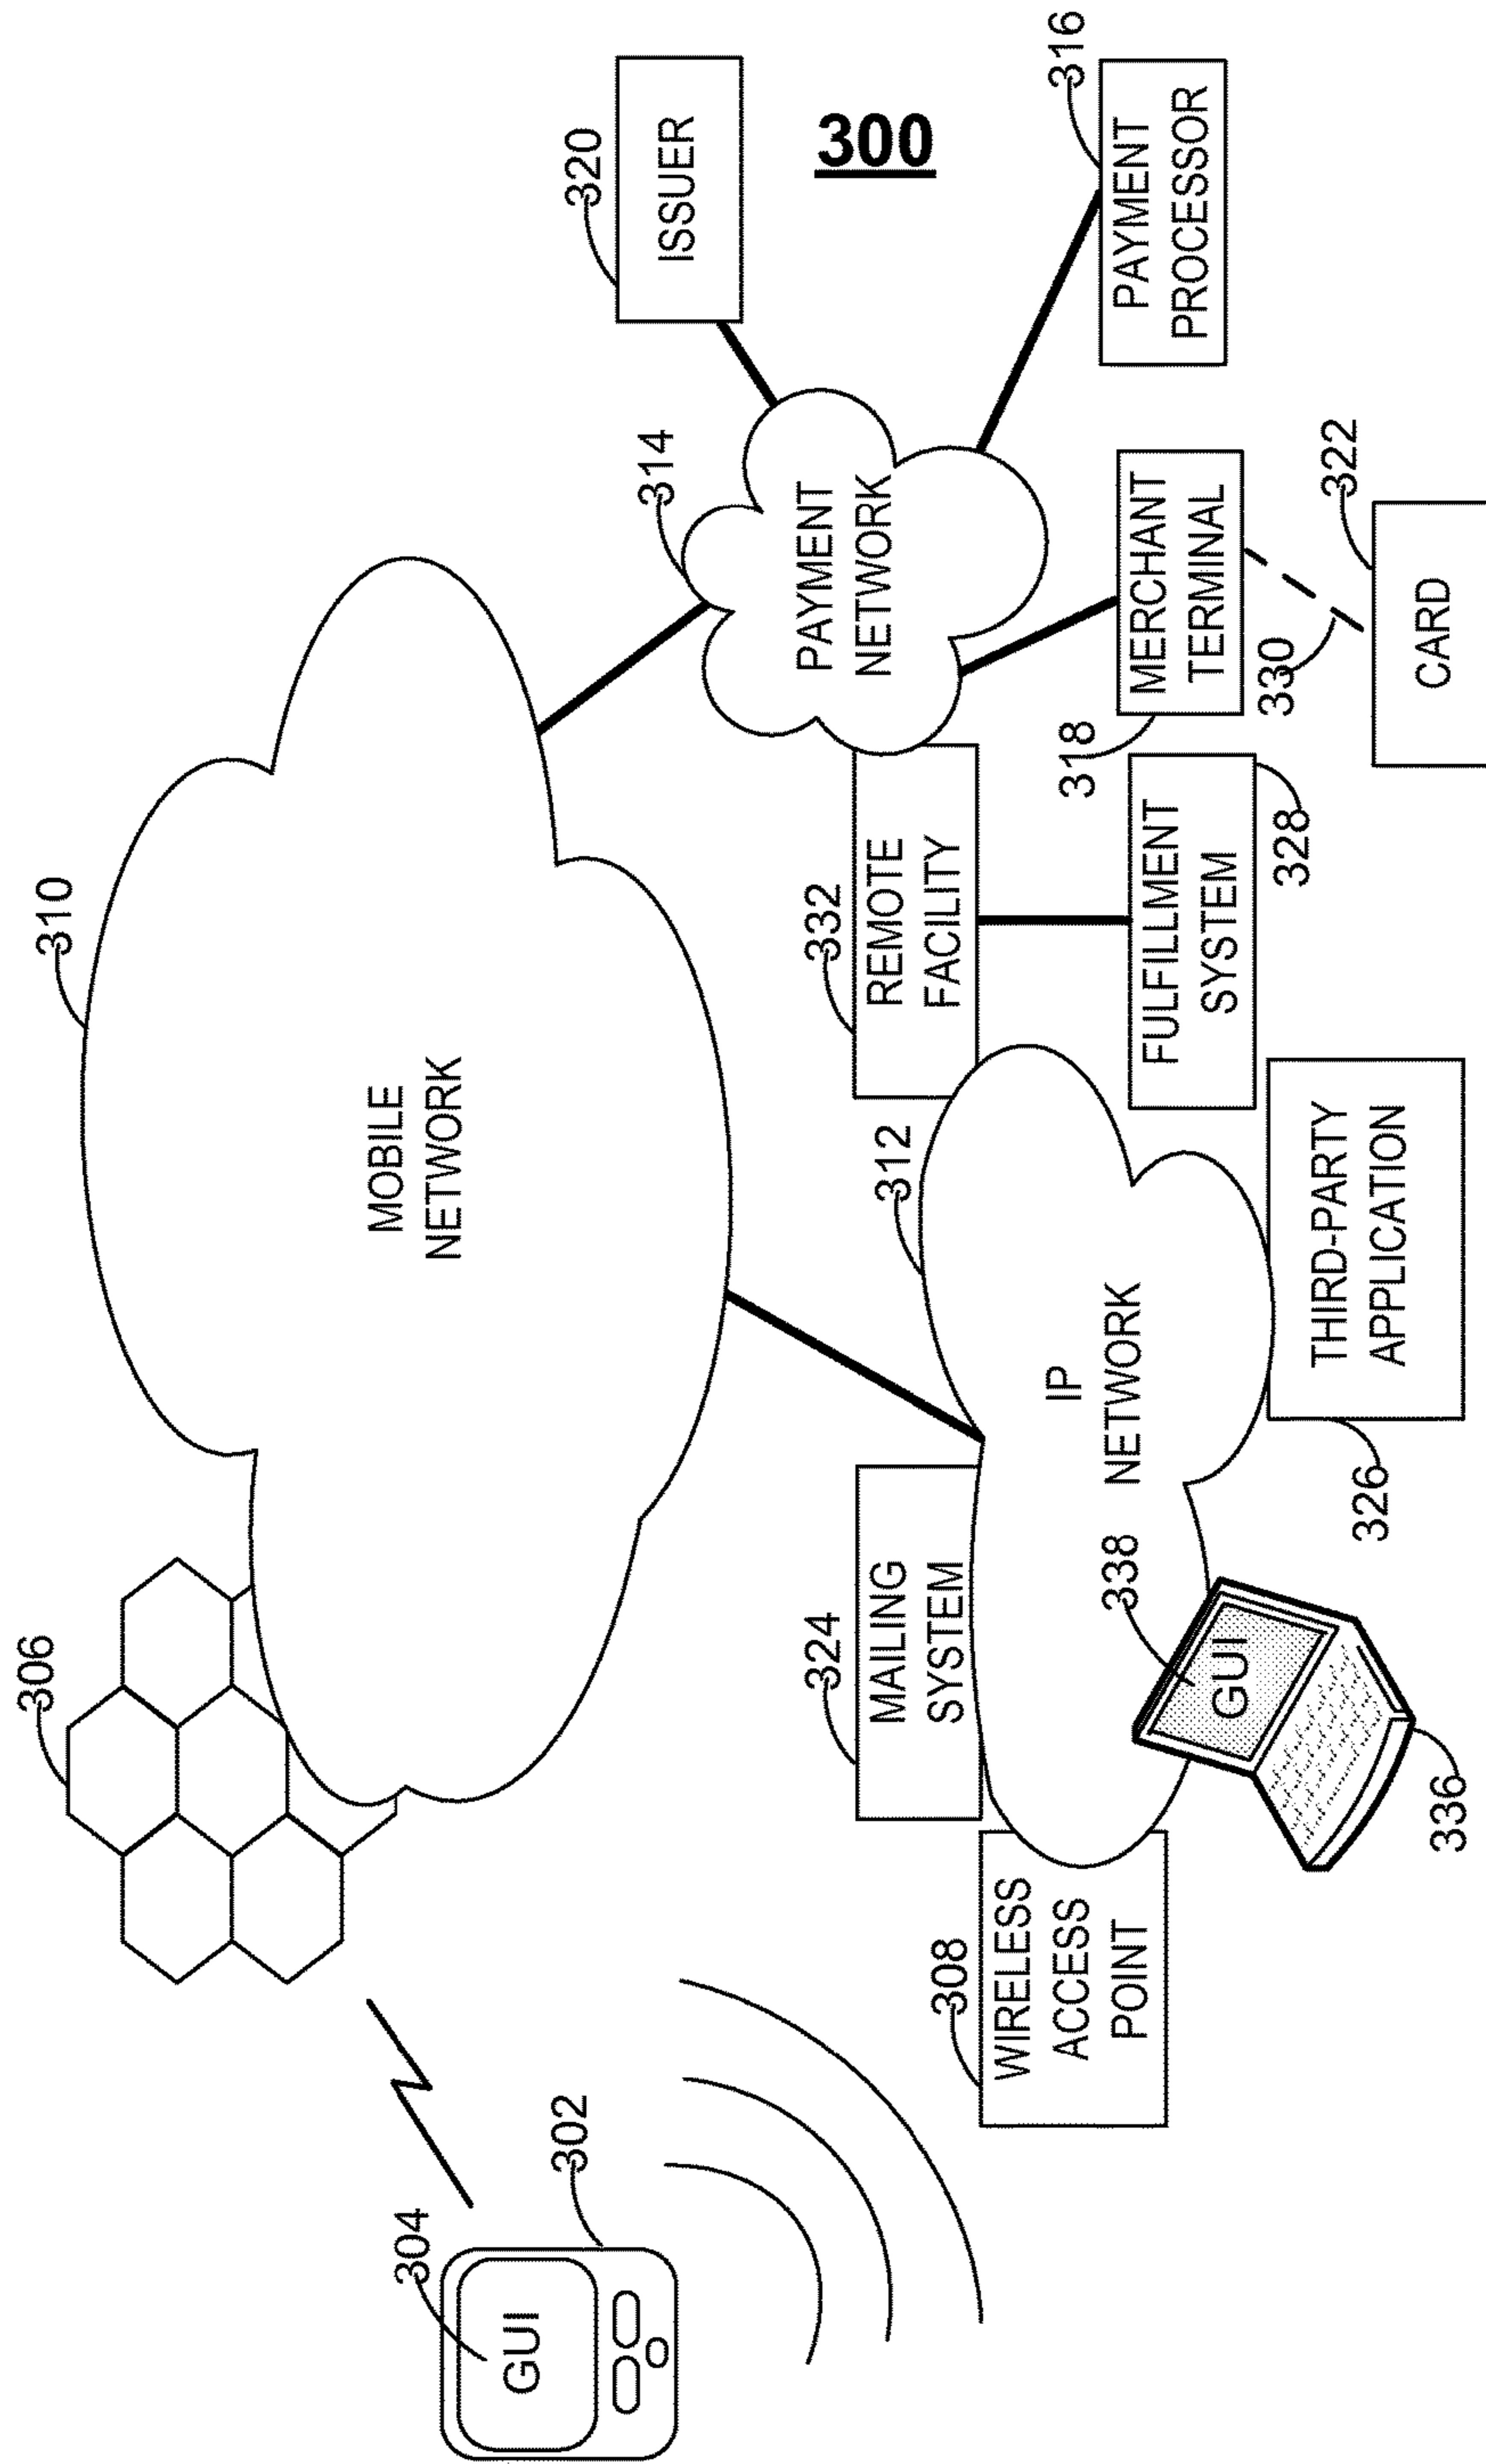 306
310
304
GUI
302
MOBILE
NETWORK
314
320
ISSUER
300
PAYMENT
NETWORK
316
PAYMENT
PROCESSOR
308
WIRELESS
ACCESS
POINT
324
MAILING
SYSTEM
312
IP
NETWORK
332
REMOTE
FACILITY
318
MERCHANT
TERMINAL
338
GUI
336
326
THIRD-PARTY
APPLICATION
FULFILLMENT
SYSTEM
328
330
322
CARD